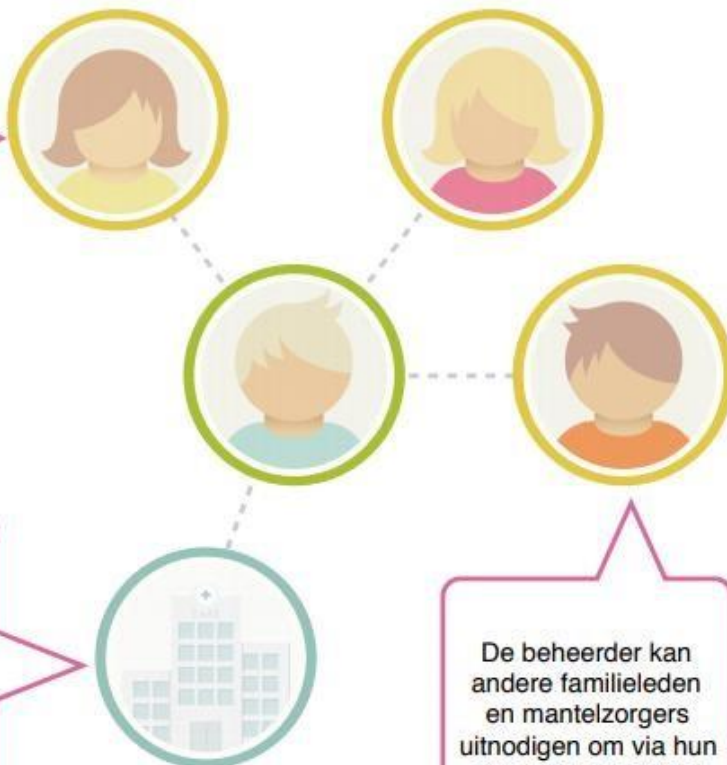 De beheerder kan
andere familieleden
en mantelzorgers
uitnodigen om via hun